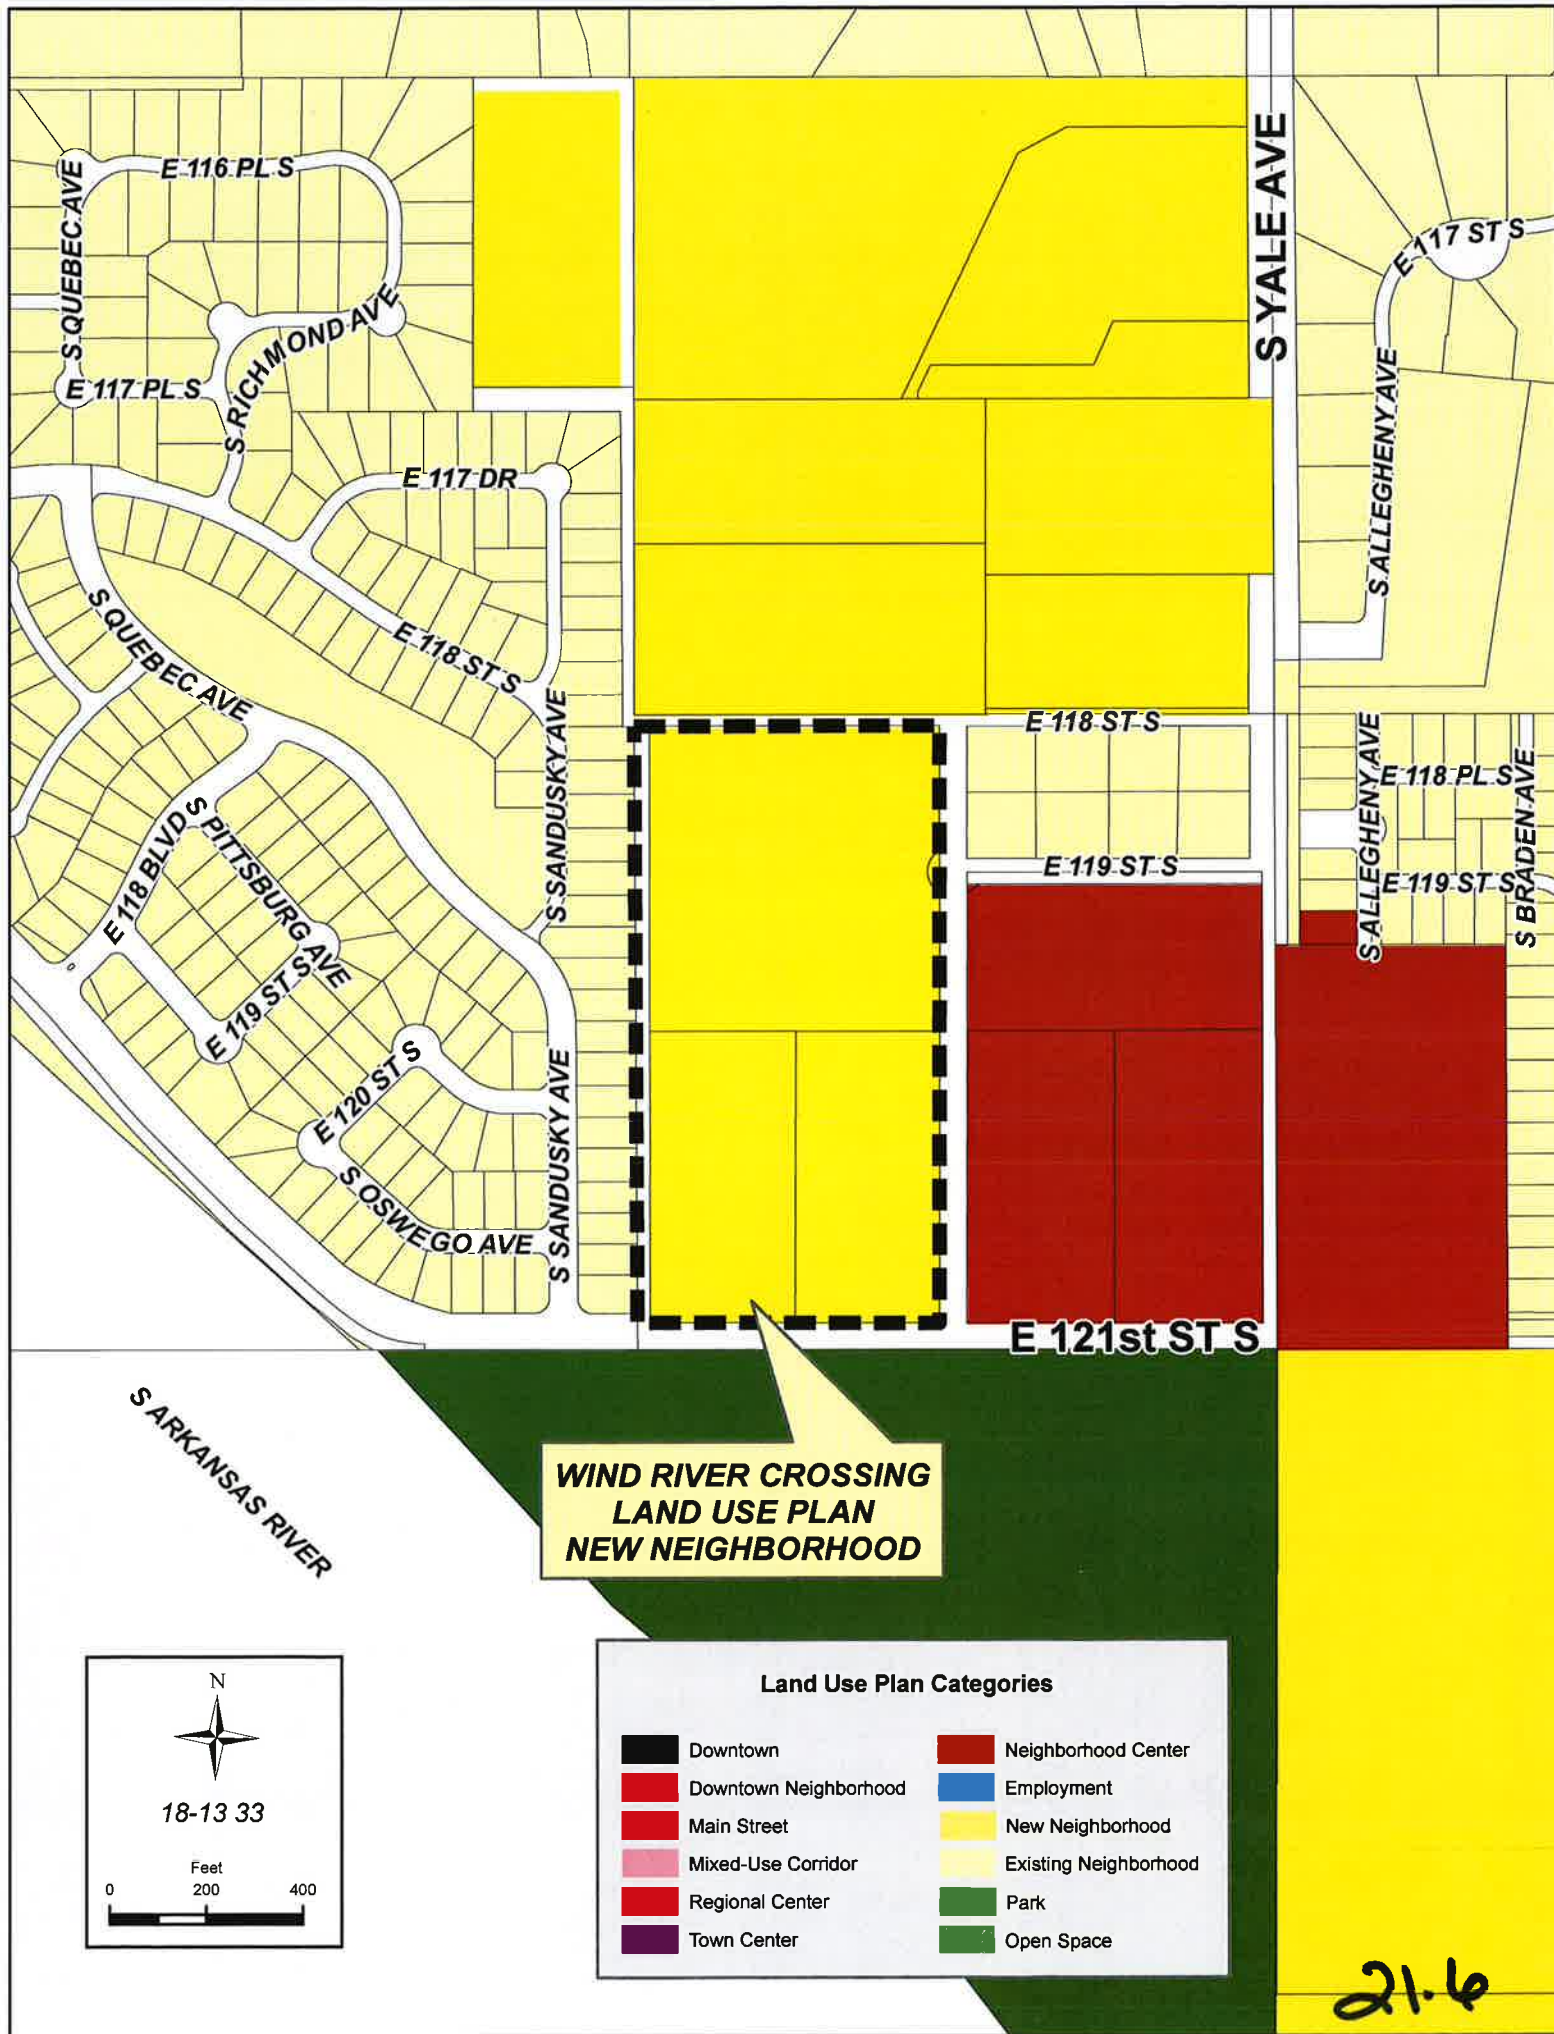 E 116 PL S
S QUEBEC AVE
S YALE AVE
E 117 ST S
S RICHMOND AVE
E 117 PL S
S ALLEGHENY AVE
E 117 DR
S QUEBEC AVE
E 118 ST S
S SANDUSKY AVE
E 118 ST S
S ALLEGHENY AVE
E 118 PL S
S BRADEN AVE
E 118 BLVD
S PITTSBURG AVE
E 119 ST S
E 119 ST S
E 119 ST S
E 120 ST S
S SANDUSKY AVE
S OSWEGO AVE
E 121st ST S
S ARKANSAS RIVER
WIND RIVER CROSSING
LAND USE PLAN
NEW NEIGHBORHOOD
N
18-13 33
Feet
0 200 400
Land Use Plan Categories
Downtown
Downtown Neighborhood
Main Street
Mixed-Use Corridor
Regional Center
Town Center
Neighborhood Center
Employment
New Neighborhood
Existing Neighborhood
Park
Open Space
21.6